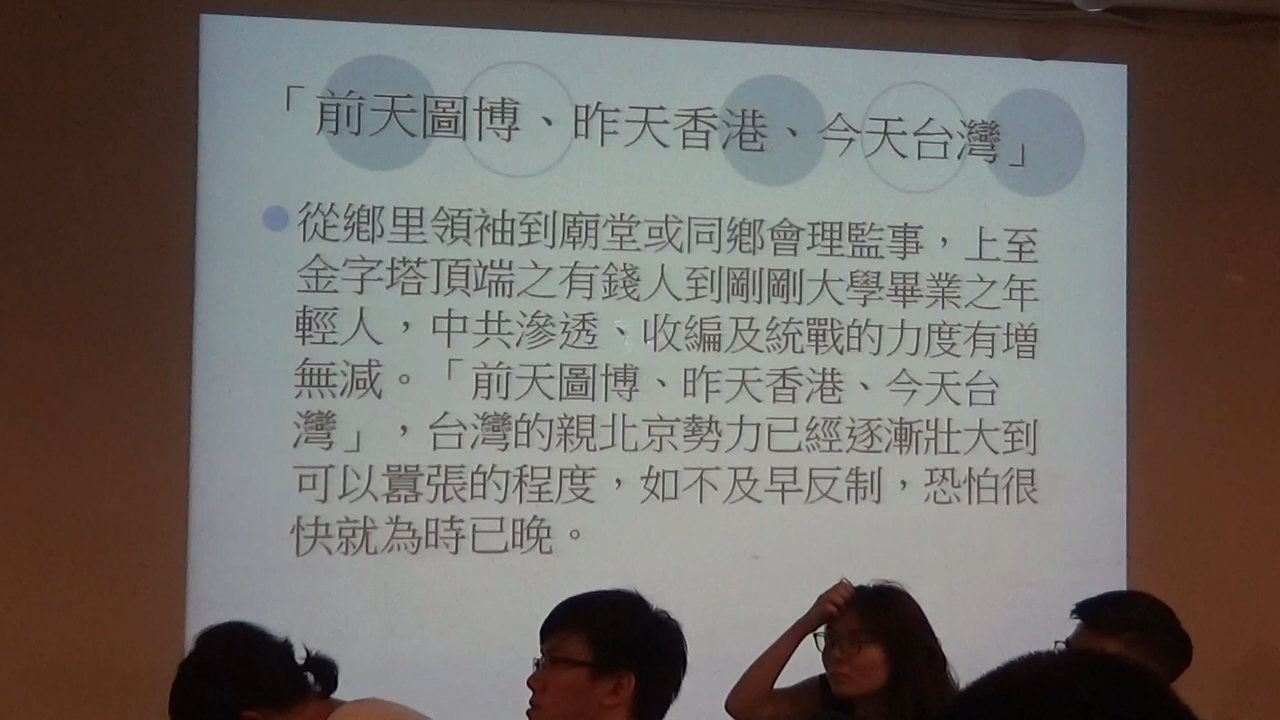 「前天圖博、昨天香港、今天台灣」
從鄉里領袖到廟堂或同鄉會理監事，上至
金字塔頂端之有錢人到剛剛大學畢業之年
輕人，中共滲透、收編及統戰的力度有增
無減。「前天圖博、昨天香港、今天台
灣」，台灣的親北京勢力已經逐漸壯大到
可以囂張的程度，如不及早反制，恐怕很
快就為時已晚。